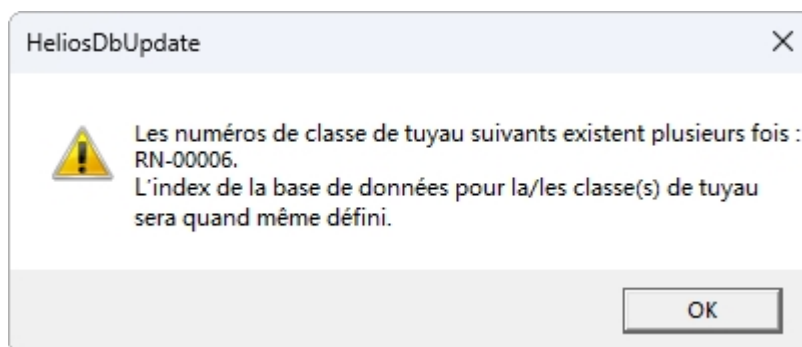 HeliosDbUpdate
Les numéros de classe de tuyau suivants existent plusieurs fois :
RN-00006.
L'index de la base de données pour la/les classe(s) de tuyau
sera quand même défini.
OK